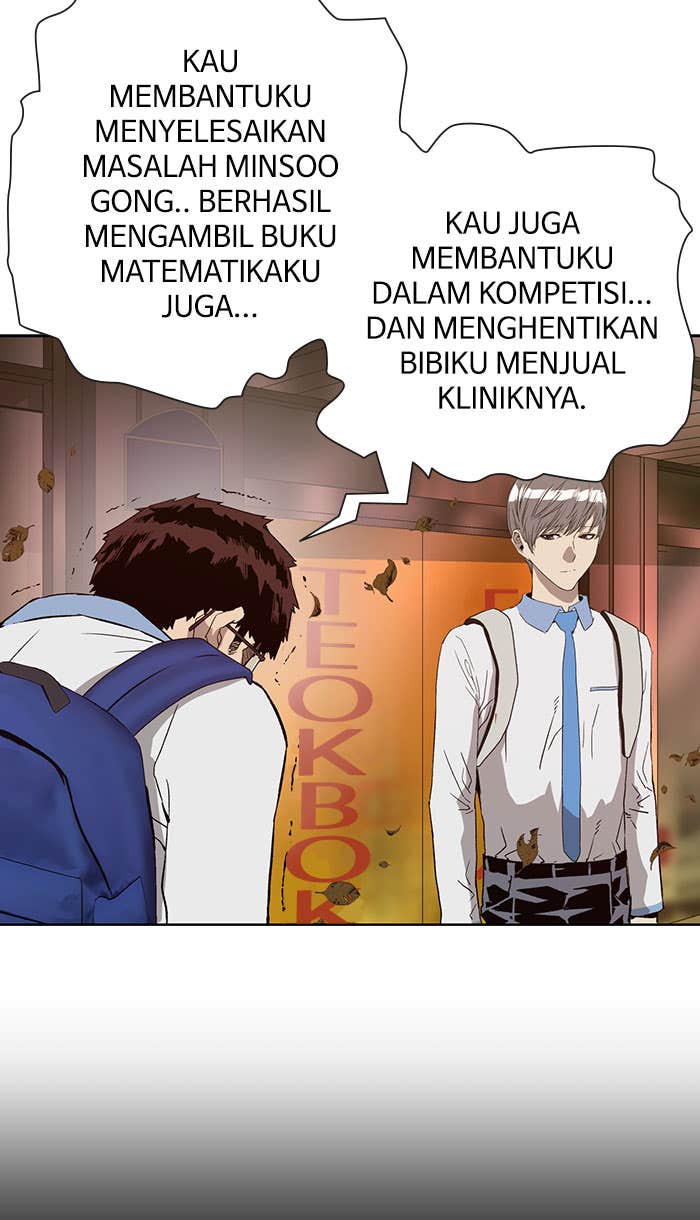 KAU
MEMBANTUKU
MENYELESAIKAN
MASALAH MINSOO
GONG.. BERHASIL
MENGAMBIL BUKU
MATEMATIKAKU
JUGA...
KAU JUGA
MEMBANTUKU
DALAM KOMPETISI...
DAN MENGHENTIKAN
BIBIKU MENJUAL
KLINIKNYA.
TEOKBOK